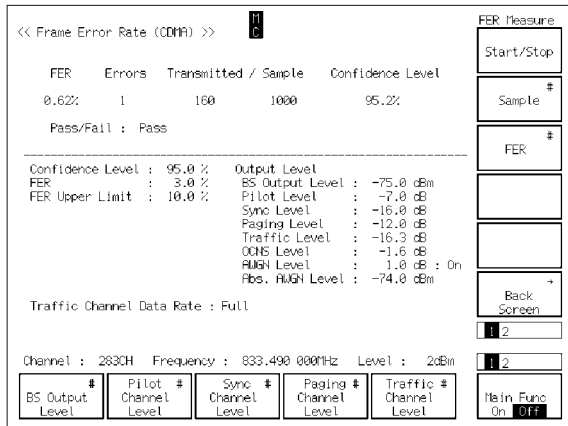 << Frame Error Rate (CDMA) >>
M
C
FER Measure
Start/Stop
FER Errors Transmitted / Sample Confidence Level
0.62% 1 160 1000 95.2%
Pass/Fail : Pass
#
Sample
#
FER
Confidence Level : 95.0 %
FER : 3.0 %
FER Upper Limit : 10.0 %
Output Level
BS Output Level : -75.0 dBm
Pilot Level : -7.0 dB
Sync Level : -16.0 dB
Paging Level : -12.0 dB
Traffic Level : -16.3 dB
OCNS Level : -1.6 dB
AWGN Level : 1.0 dB : On
Abs. AWGN Level : -74.0 dBm
Traffic Channel Data Rate : Full
→
Back
Screen
1 2
Channel : 283CH Frequency : 833.490 000MHz Level : 2dBm
1 2
#
BS Output
Level
Pilot #
Channel
Level
Sync #
Channel
Level
Paging #
Channel
Level
Traffic #
Channel
Level
Main Func
On Off